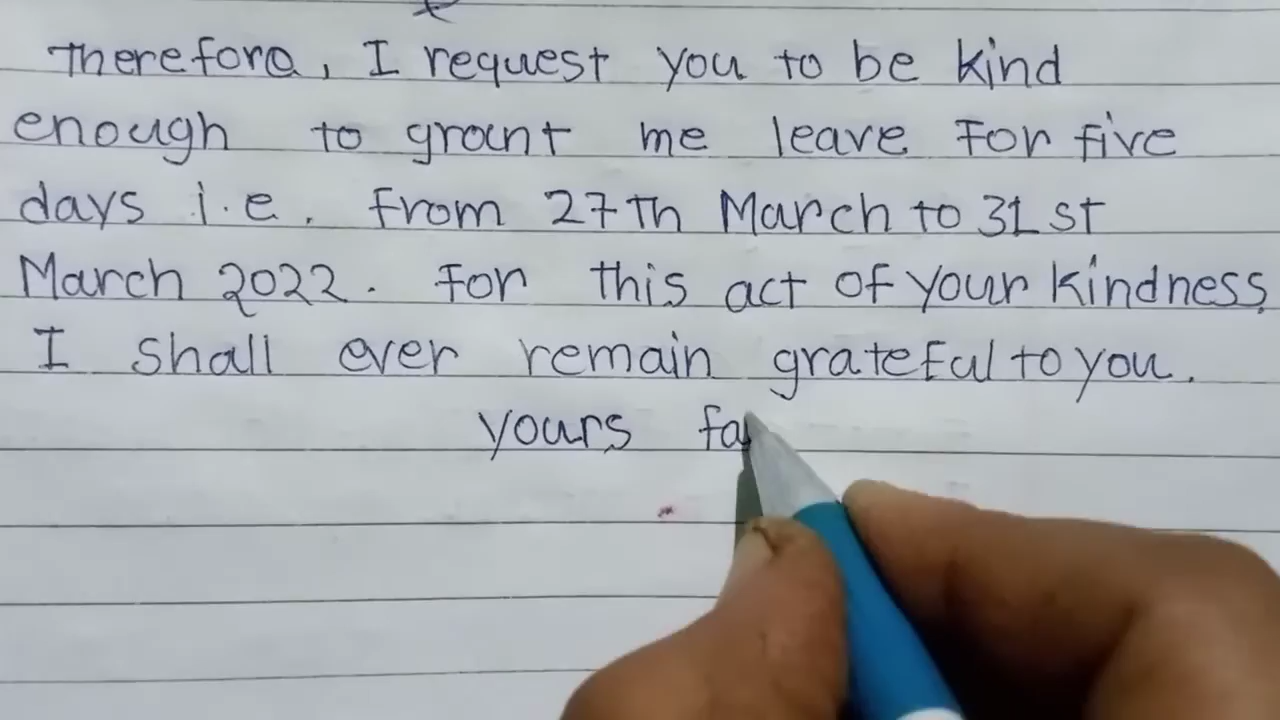 Therefore, I request you to be kind
enough to grant me leave For five
days i.e. from 27th March to 31st
March 2022. For this act of your kindness,
I shall ever remain grateful to you.
yours fa